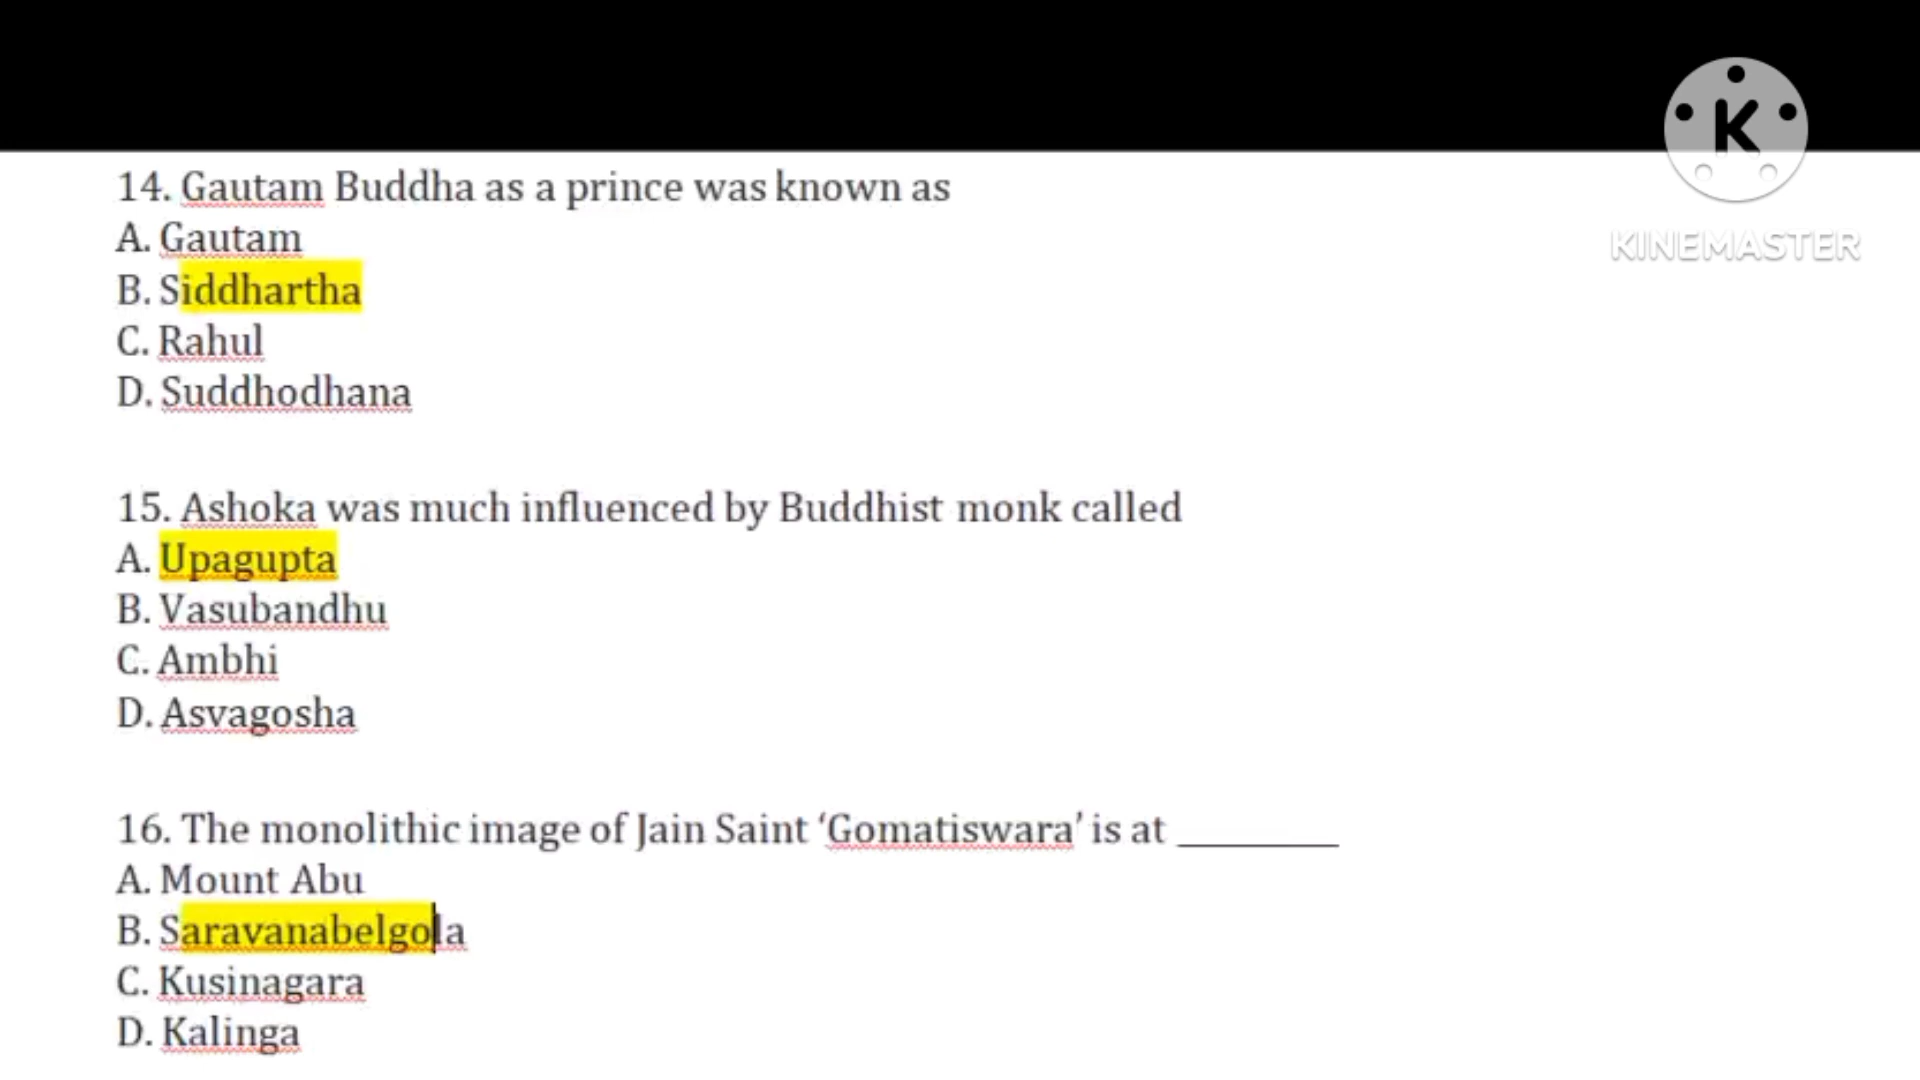 K
KINEMASTER
14. Gautam Buddha as a prince was known as
A. Gautam
B. Siddhartha
C. Rahul
D. Suddhodhana
15. Ashoka was much influenced by Buddhist monk called
A. Upagupta
B. Vasubandhu
C. Ambhi
D. Asvagosha
16. The monolithic image of Jain Saint ‘Gomatiswara’ is at ________
A. Mount Abu
B. Saravanabelgola
C. Kusinagara
D. Kalinga